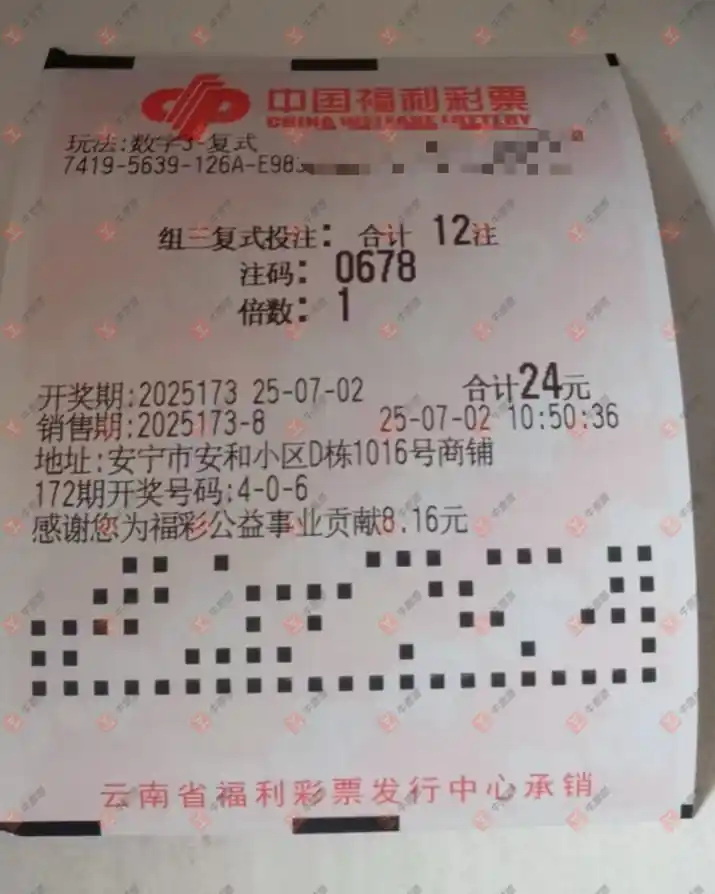 中国福利彩票
CHINA WELFARE LOTTERY
玩法:数字3-复式
7419-5639-126A-E983
组三复式投注: 合计 12注
注码: 0678
倍数: 1
开奖期:2025173 25-07-02 合计24元
销售期:2025173-8 25-07-02 10:50:36
地址:安宁市安和小区D栋1016号商铺
172期开奖号码:4-0-6
感谢您为福彩公益事业贡献8.16元
云南省福利彩票发行中心承销